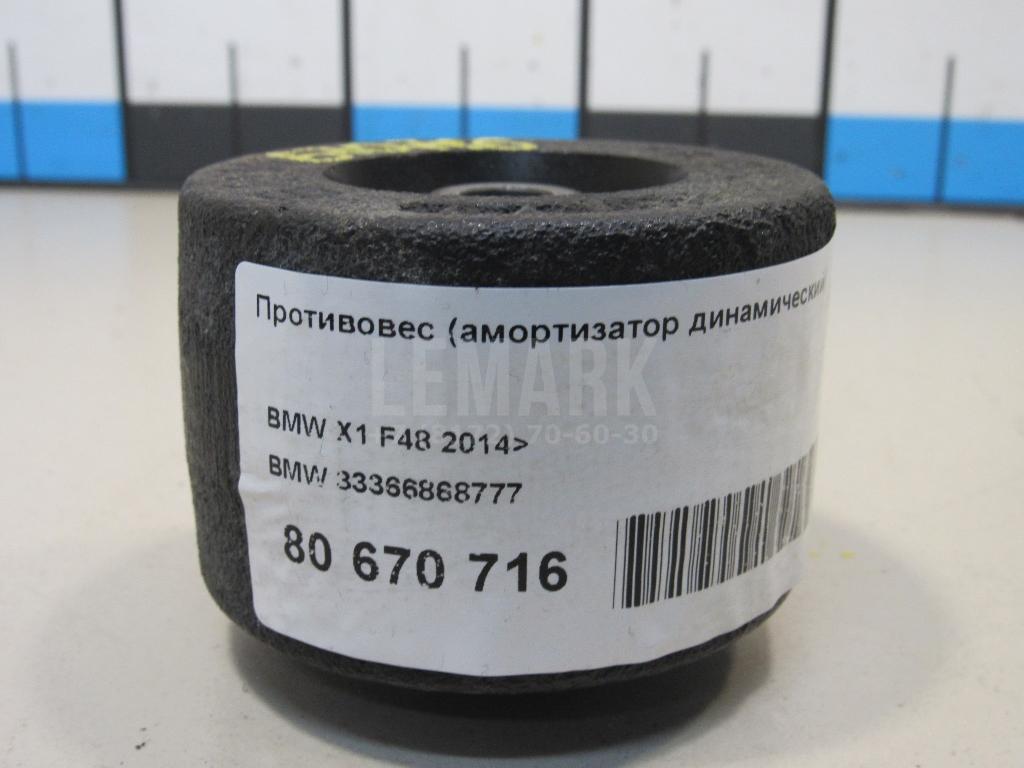 Противовес (амортизатор динамический
LEMARK
70-60-30
BMW X1 F48 2014>
BMW 33366868777
80 670 716